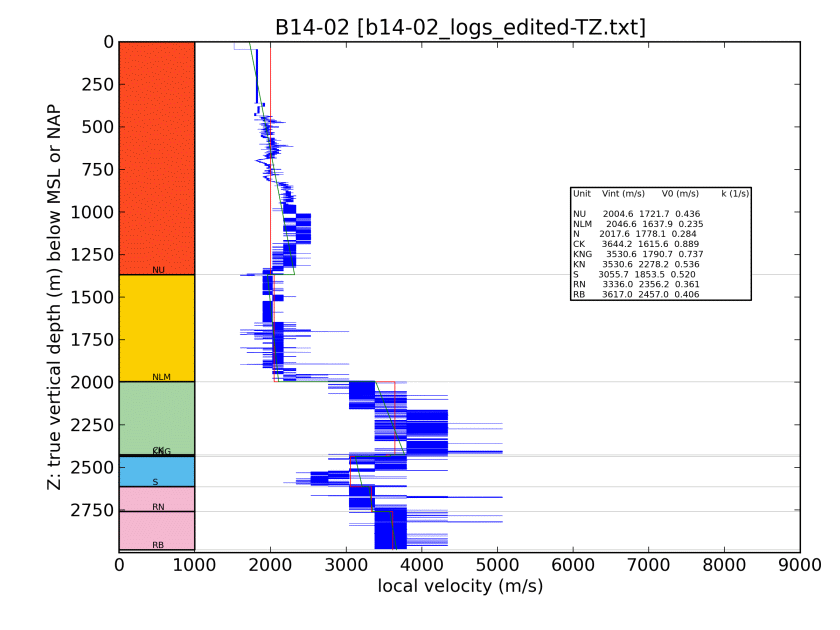 B14-02 [b14-02_logs_edited-TZ.txt]
0
250
500
750
1000
1250
1500
1750
2000
2250
2500
2750
Z: true vertical depth (m) below MSL or NAP
NU
NLM
CK
KNG
S
RN
RB
Unit Vint (m/s) V0 (m/s) k (1/s)
NU 2004.6 1721.7 0.436
NLM 2046.6 1637.9 0.235
N 2017.6 1778.1 0.284
CK 3644.2 1615.6 0.889
KNG 3530.6 1790.7 0.737
KN 3530.6 2278.2 0.536
S 3055.7 1853.5 0.520
RN 3336.0 2356.2 0.361
RB 3617.0 2457.0 0.406
0 1000 2000 3000 4000 5000 6000 7000 8000 9000
local velocity (m/s)